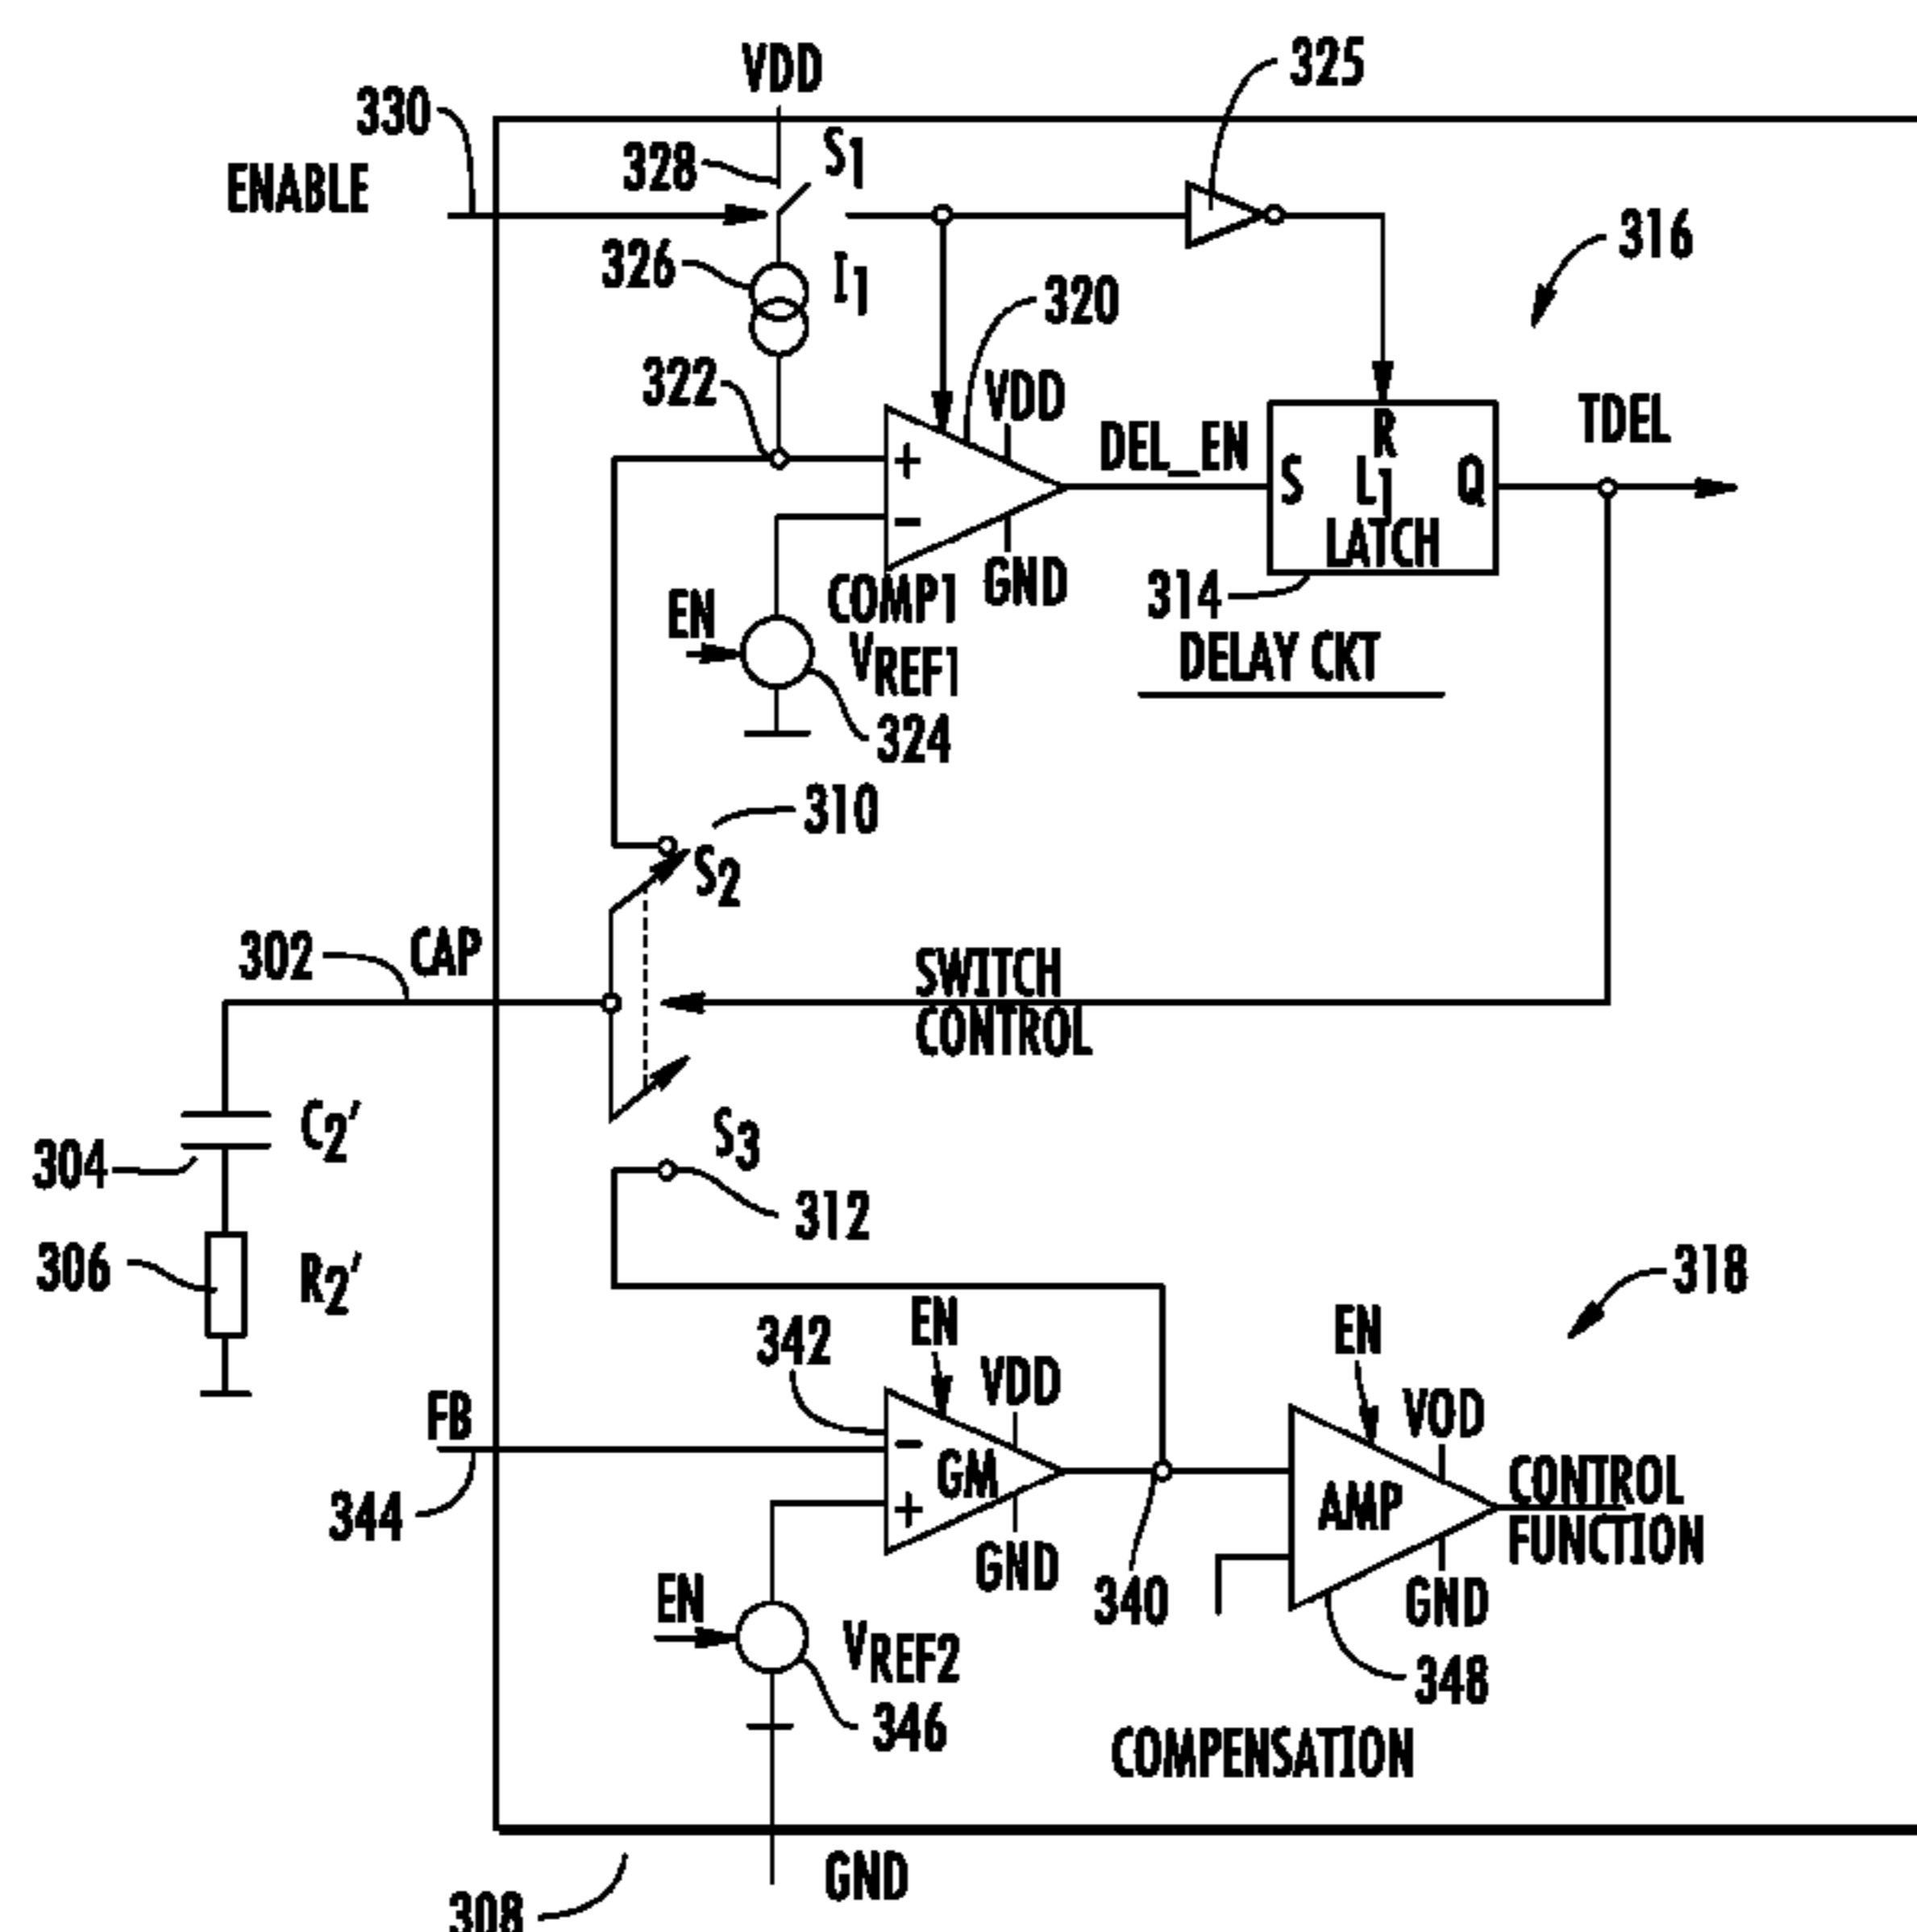 VDD
325
330
S1
328
ENABLE
316
326
I1
320
322
VDD
TDEL
DEL_EN
R
+
S
L1
Q
−
LATCH
GND
COMP1
314
EN
VREF1
DELAY CKT
324
310
S2
302
CAP
SWITCH
CONTROL
C2'
304
S3
312
306
R2'
318
342
EN
EN
VDD
VOD
FB
−
GM
CONTROL
AMP
344
+
FUNCTION
GND
340
GND
EN
VREF2
348
346
COMPENSATION
GND
308